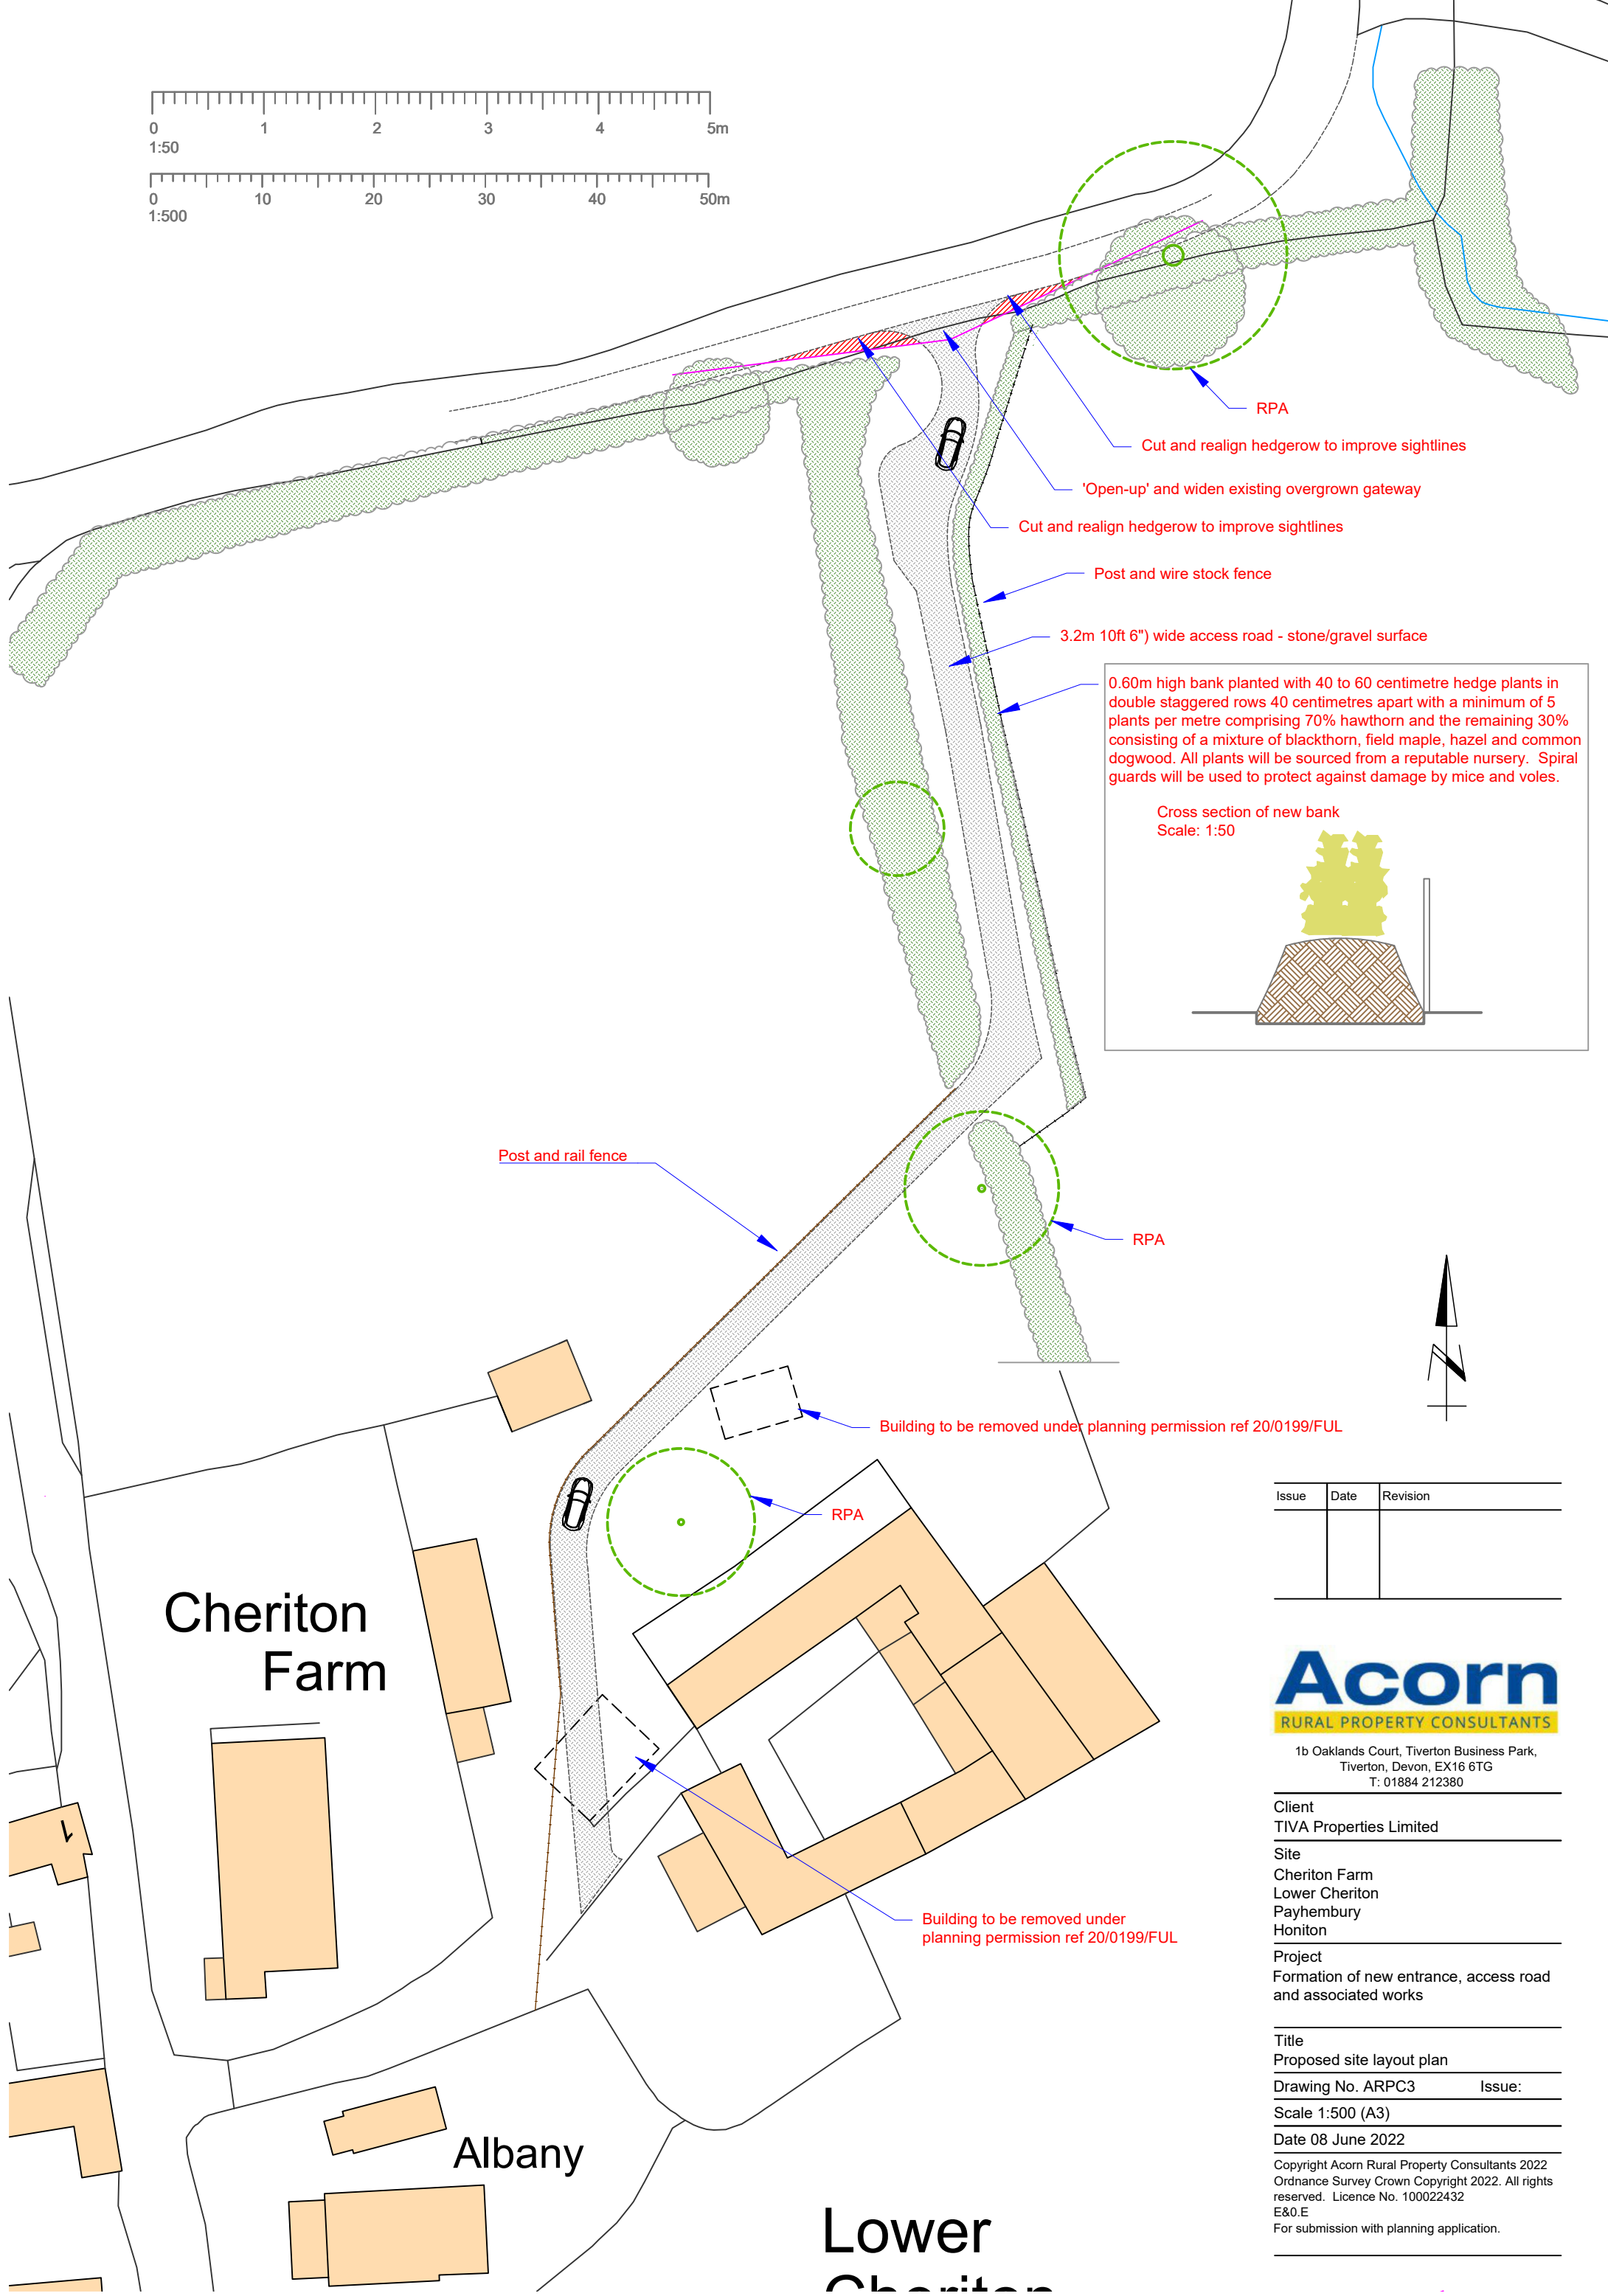 0 1 2 3 4 5m
1:50
0 10 20 30 40 50m
1:500
RPA
Cut and realign hedgerow to improve sightlines
'Open-up' and widen existing overgrown gateway
Cut and realign hedgerow to improve sightlines
Post and wire stock fence
3.2m 10ft 6") wide access road - stone/gravel surface
0.60m high bank planted with 40 to 60 centimetre hedge plants in
double staggered rows 40 centimetres apart with a minimum of 5
plants per metre comprising 70% hawthorn and the remaining 30%
consisting of a mixture of blackthorn, field maple, hazel and common
dogwood. All plants will be sourced from a reputable nursery. Spiral
guards will be used to protect against damage by mice and voles.
Cross section of new bank
Scale: 1:50
Post and rail fence
RPA
N
Building to be removed under planning permission ref 20/0199/FUL
RPA
Cheriton
Farm
1
Building to be removed under
planning permission ref 20/0199/FUL
Albany
Lower
Cheriton
Issue Date Revision
Acorn
RURAL PROPERTY CONSULTANTS
1b Oaklands Court, Tiverton Business Park,
Tiverton, Devon, EX16 6TG
T: 01884 212380
Client
TIVA Properties Limited
Site
Cheriton Farm
Lower Cheriton
Payhembury
Honiton
Project
Formation of new entrance, access road
and associated works
Title
Proposed site layout plan
Drawing No. ARPC3 Issue:
Scale 1:500 (A3)
Date 08 June 2022
Copyright Acorn Rural Property Consultants 2022
Ordnance Survey Crown Copyright 2022. All rights
reserved. Licence No. 100022432
E&0.E
For submission with planning application.